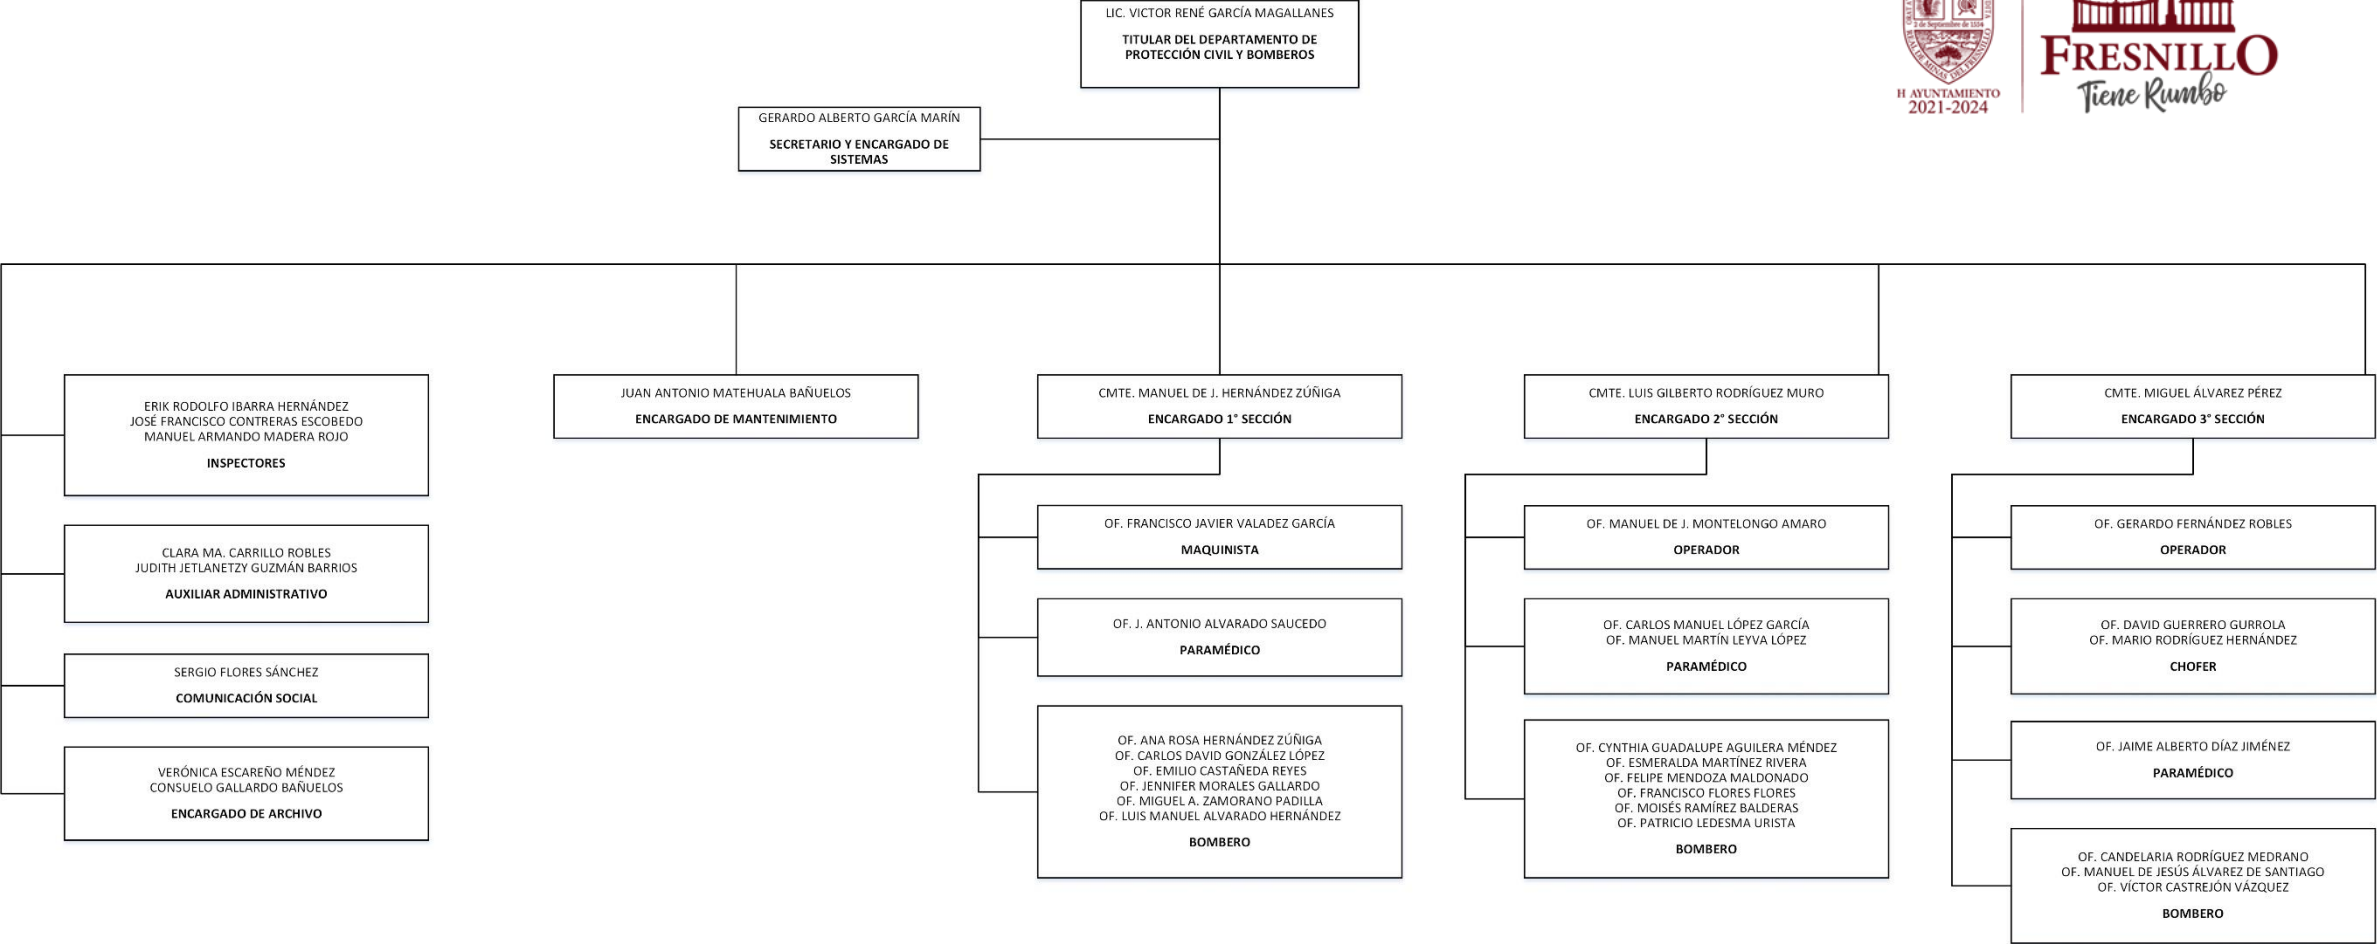 LIC. VICTOR RENÉ GARCÍA MAGALLANES
TITULAR DEL DEPARTAMENTO DE
PROTECCIÓN CIVIL Y BOMBEROS
2 de Septiembre de 1554
REAL DE MINAS DEL FRESNILLO
H AYUNTAMIENTO
2021-2024
FRESNILLO
Tiene Rumbo
GERARDO ALBERTO GARCÍA MARÍN
SECRETARIO Y ENCARGADO DE
SISTEMAS
ERIK RODOLFO IBARRA HERNÁNDEZ
JOSÉ FRANCISCO CONTRERAS ESCOBEDO
MANUEL ARMANDO MADERA ROJO
INSPECTORES
CLARA MA. CARRILLO ROBLES
JUDITH JETLANETZY GUZMÁN BARRIOS
AUXILIAR ADMINISTRATIVO
SERGIO FLORES SÁNCHEZ
COMUNICACIÓN SOCIAL
VERÓNICA ESCAREÑO MÉNDEZ
CONSUELO GALLARDO BAÑUELOS
ENCARGADO DE ARCHIVO
JUAN ANTONIO MATEHUALA BAÑUELOS
ENCARGADO DE MANTENIMIENTO
CMTE. MANUEL DE J. HERNÁNDEZ ZÚÑIGA
ENCARGADO 1° SECCIÓN
OF. FRANCISCO JAVIER VALADEZ GARCÍA
MAQUINISTA
OF. J. ANTONIO ALVARADO SAUCEDO
PARAMÉDICO
OF. ANA ROSA HERNÁNDEZ ZÚÑIGA
OF. CARLOS DAVID GONZÁLEZ LÓPEZ
OF. EMILIO CASTAÑEDA REYES
OF. JENNIFER MORALES GALLARDO
OF. MIGUEL A. ZAMORANO PADILLA
OF. LUIS MANUEL ALVARADO HERNÁNDEZ
BOMBERO
CMTE. LUIS GILBERTO RODRÍGUEZ MURO
ENCARGADO 2° SECCIÓN
OF. MANUEL DE J. MONTELONGO AMARO
OPERADOR
OF. CARLOS MANUEL LÓPEZ GARCÍA
OF. MANUEL MARTÍN LEYVA LÓPEZ
PARAMÉDICO
OF. CYNTHIA GUADALUPE AGUILERA MÉNDEZ
OF. ESMERALDA MARTÍNEZ RIVERA
OF. FELIPE MENDOZA MALDONADO
OF. FRANCISCO FLORES FLORES
OF. MOISÉS RAMÍREZ BALDERAS
OF. PATRICIO LEDESMA URISTA
BOMBERO
CMTE. MIGUEL ÁLVAREZ PÉREZ
ENCARGADO 3° SECCIÓN
OF. GERARDO FERNÁNDEZ ROBLES
OPERADOR
OF. DAVID GUERRERO GURROLA
OF. MARIO RODRÍGUEZ HERNÁNDEZ
CHOFER
OF. JAIME ALBERTO DÍAZ JIMÉNEZ
PARAMÉDICO
OF. CANDELARIA RODRÍGUEZ MEDRANO
OF. MANUEL DE JESÚS ÁLVAREZ DE SANTIAGO
OF. VÍCTOR CASTREJÓN VÁZQUEZ
BOMBERO